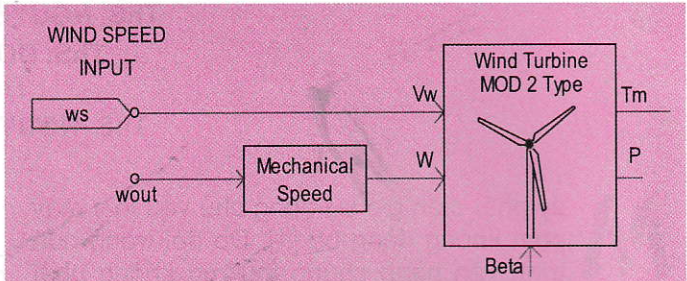 WIND SPEED
INPUT
ws
Vw
Wind Turbine
MOD 2 Type
Tm
wout
Mechanical
Speed
W
P
Beta